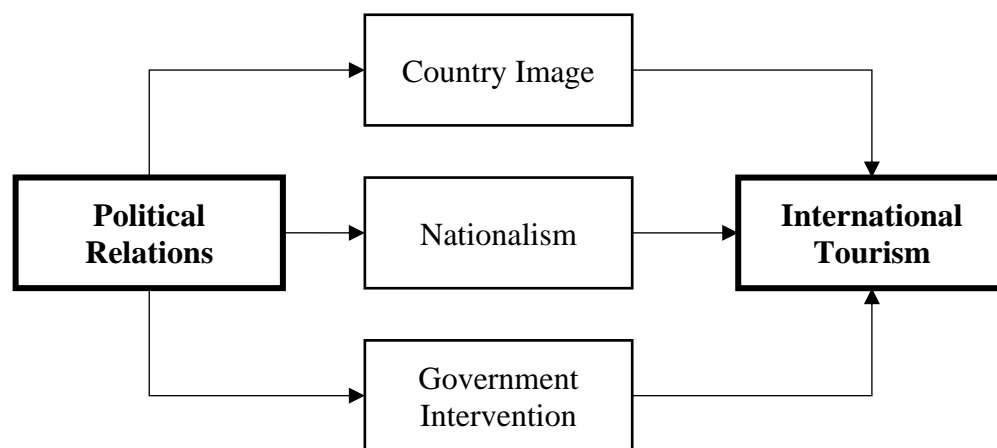 Country Image
Political
Relations
Nationalism
International
Tourism
Government
Intervention